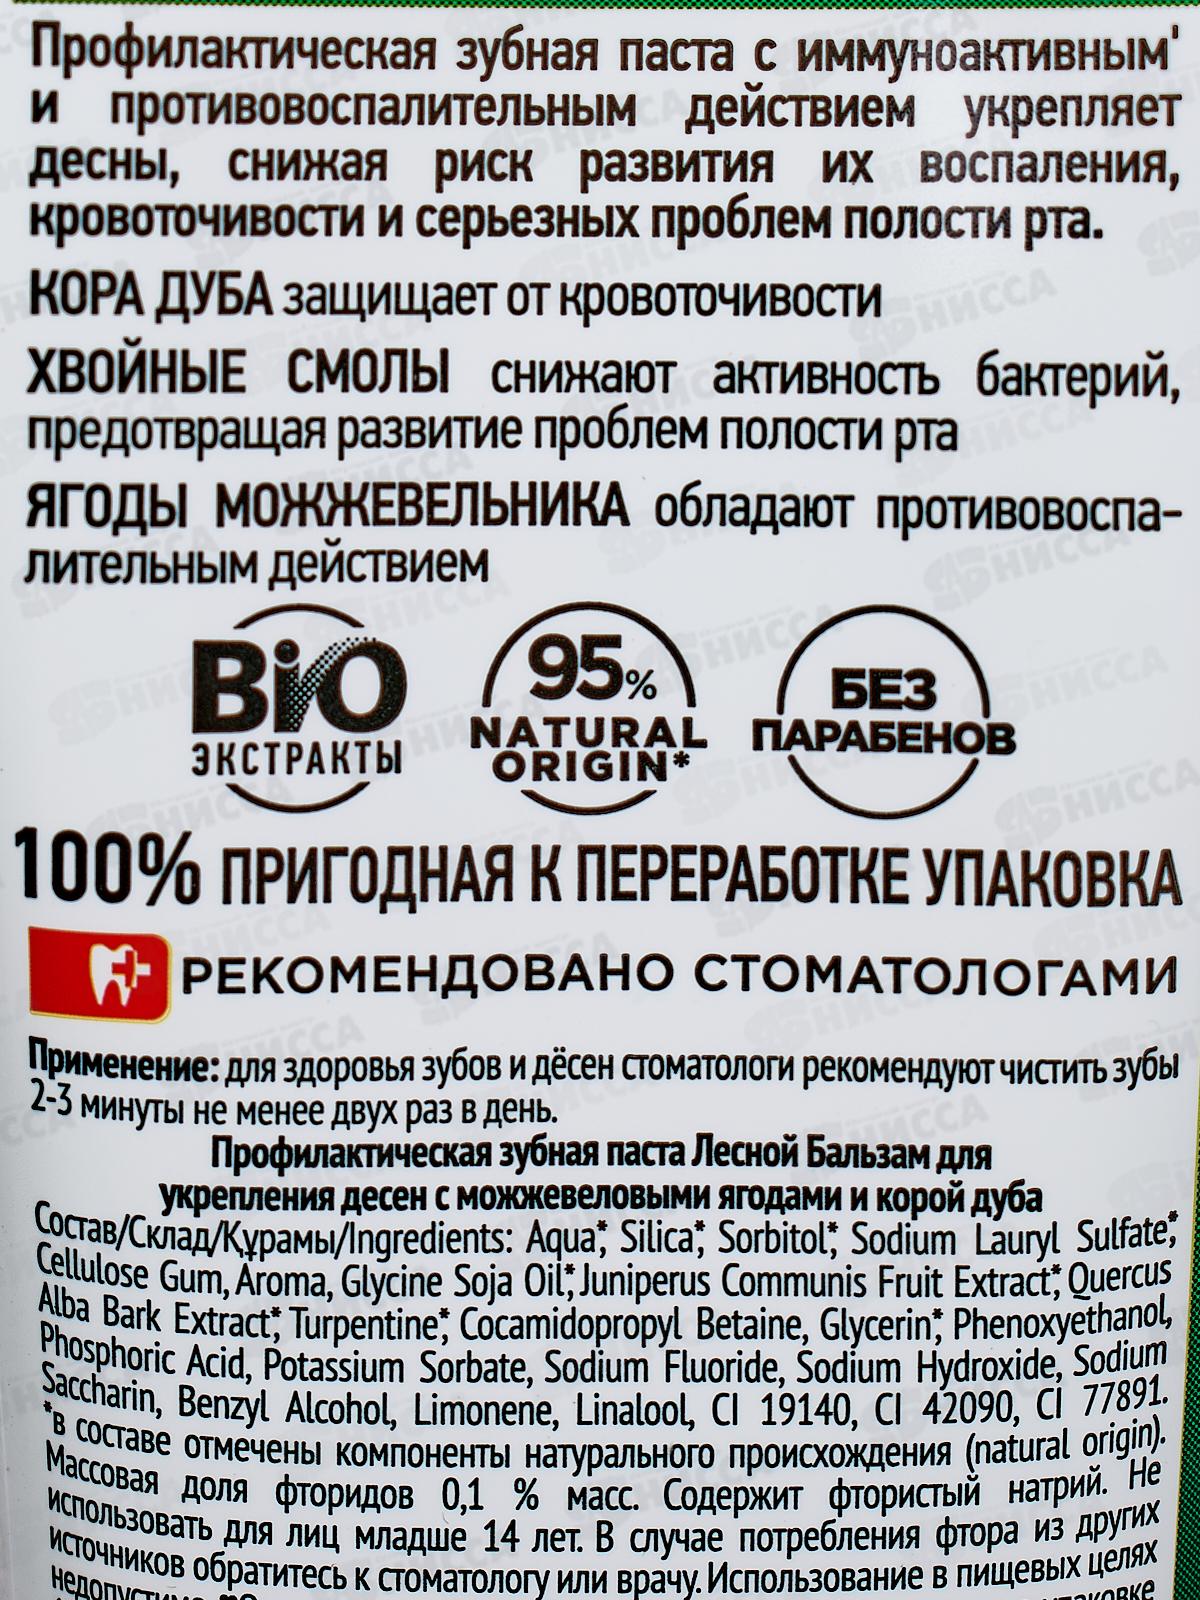 Профилактическая зубная паста с иммуноактивным¹
и противовоспалительным действием укрепляет
десны, снижая риск развития их воспаления,
кровоточивости и серьезных проблем полости рта.
КОРА ДУБА защищает от кровоточивости
ХВОЙНЫЕ СМОЛЫ снижают активность бактерий,
предотвращая развитие проблем полости рта
ЯГОДЫ МОЖЖЕВЕЛЬНИКА обладают противовоспа-
лительным действием
BiO
ЭКСТРАКТЫ
95%
NATURAL
ORIGIN*
БЕЗ
ПАРАБЕНОВ
100% ПРИГОДНАЯ К ПЕРЕРАБОТКЕ УПАКОВКА
РЕКОМЕНДОВАНО СТОМАТОЛОГАМИ
Применение: для здоровья зубов и дёсен стоматологи рекомендуют чистить зубы
2-3 минуты не менее двух раз в день.
Профилактическая зубная паста Лесной Бальзам для
укрепления десен с можжевеловыми ягодами и корой дуба
Состав/Склад/Құрамы/Ingredients: Aqua*, Silica*, Sorbitol*, Sodium Lauryl Sulfate*,
Cellulose Gum, Aroma, Glycine Soja Oil*, Juniperus Communis Fruit Extract*, Quercus
Alba Bark Extract*, Turpentine*, Cocamidopropyl Betaine, Glycerin*, Phenoxyethanol,
Phosphoric Acid, Potassium Sorbate, Sodium Fluoride, Sodium Hydroxide, Sodium
Saccharin, Benzyl Alcohol, Limonene, Linalool, CI 19140, CI 42090, CI 77891.
*в составе отмечены компоненты натурального происхождения (natural origin).
Массовая доля фторидов 0,1 % масс. Содержит фтористый натрий. Не
использовать для лиц младше 14 лет. В случае потребления фтора из других
источников обратитесь к стоматологу или врачу. Использование в пищевых целях